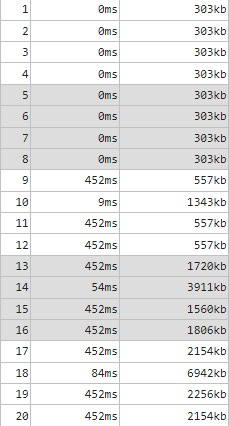 1 0ms 303kb
2 0ms 303kb
3 0ms 303kb
4 0ms 303kb
5 0ms 303kb
6 0ms 303kb
7 0ms 303kb
8 0ms 303kb
9 452ms 557kb
10 9ms 1343kb
11 452ms 557kb
12 452ms 557kb
13 452ms 1720kb
14 54ms 3911kb
15 452ms 1560kb
16 452ms 1806kb
17 452ms 2154kb
18 84ms 6942kb
19 452ms 2256kb
20 452ms 2154kb